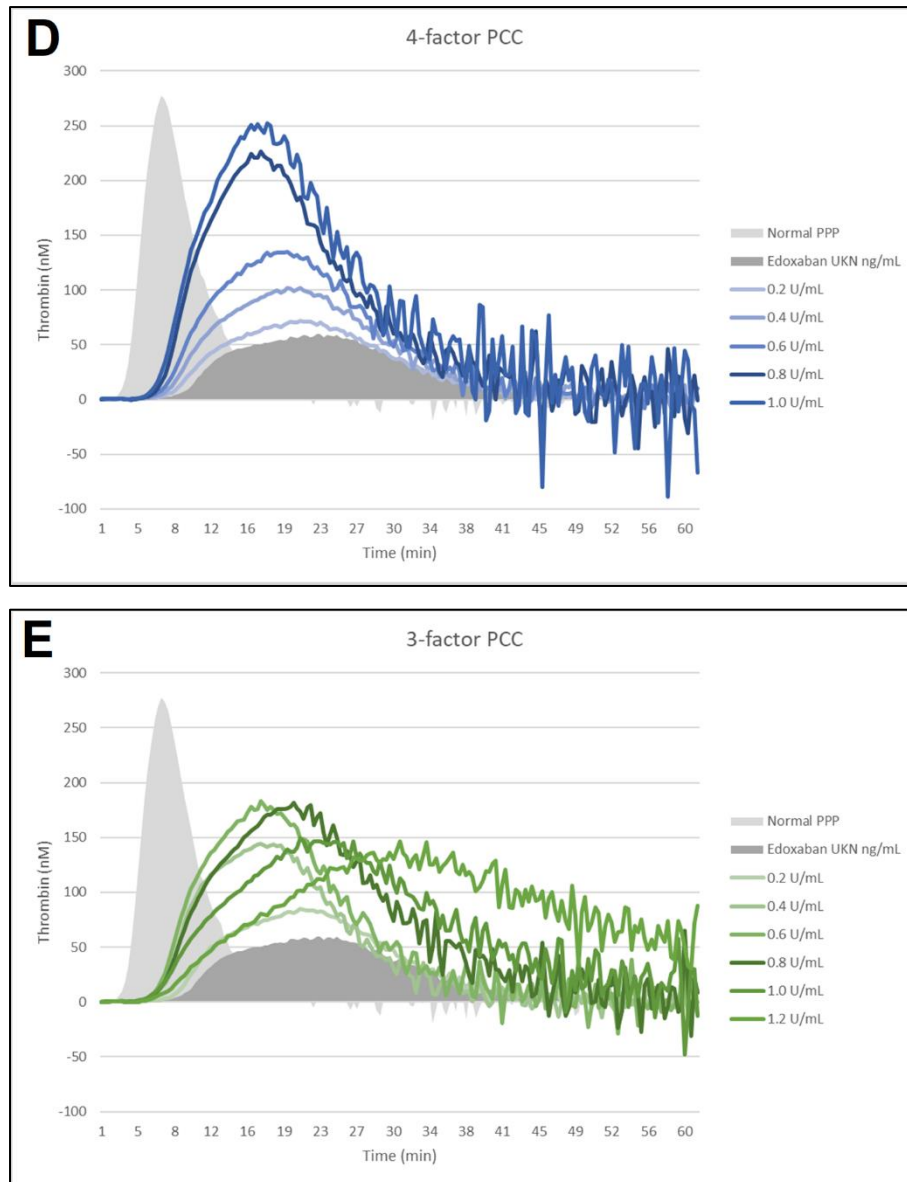 D
4-factor PCC
300
250
200
150
100
50
0
-50
-100
Thrombin (nM)
1 5 8 12 16 19 23 27 30 34 38 41 45 49 52 56 60
Time (min)
Normal PPP
Edoxaban UKN ng/mL
0.2 U/mL
0.4 U/mL
0.6 U/mL
0.8 U/mL
1.0 U/mL
E
3-factor PCC
300
250
200
150
100
50
0
-50
-100
Thrombin (nM)
1 5 8 12 16 19 23 27 30 34 38 41 45 49 52 56 60
Time (min)
Normal PPP
Edoxaban UKN ng/mL
0.2 U/mL
0.4 U/mL
0.6 U/mL
0.8 U/mL
1.0 U/mL
1.2 U/mL